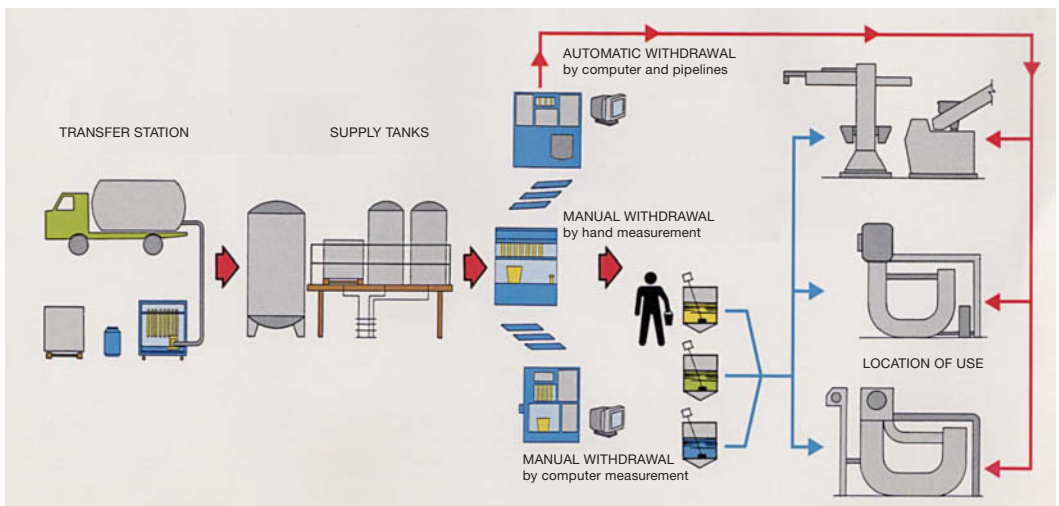 TRANSFER STATION
SUPPLY TANKS
AUTOMATIC WITHDRAWAL
by computer and pipelines
MANUAL WITHDRAWAL
by hand measurement
MANUAL WITHDRAWAL
by computer measurement
LOCATION OF USE